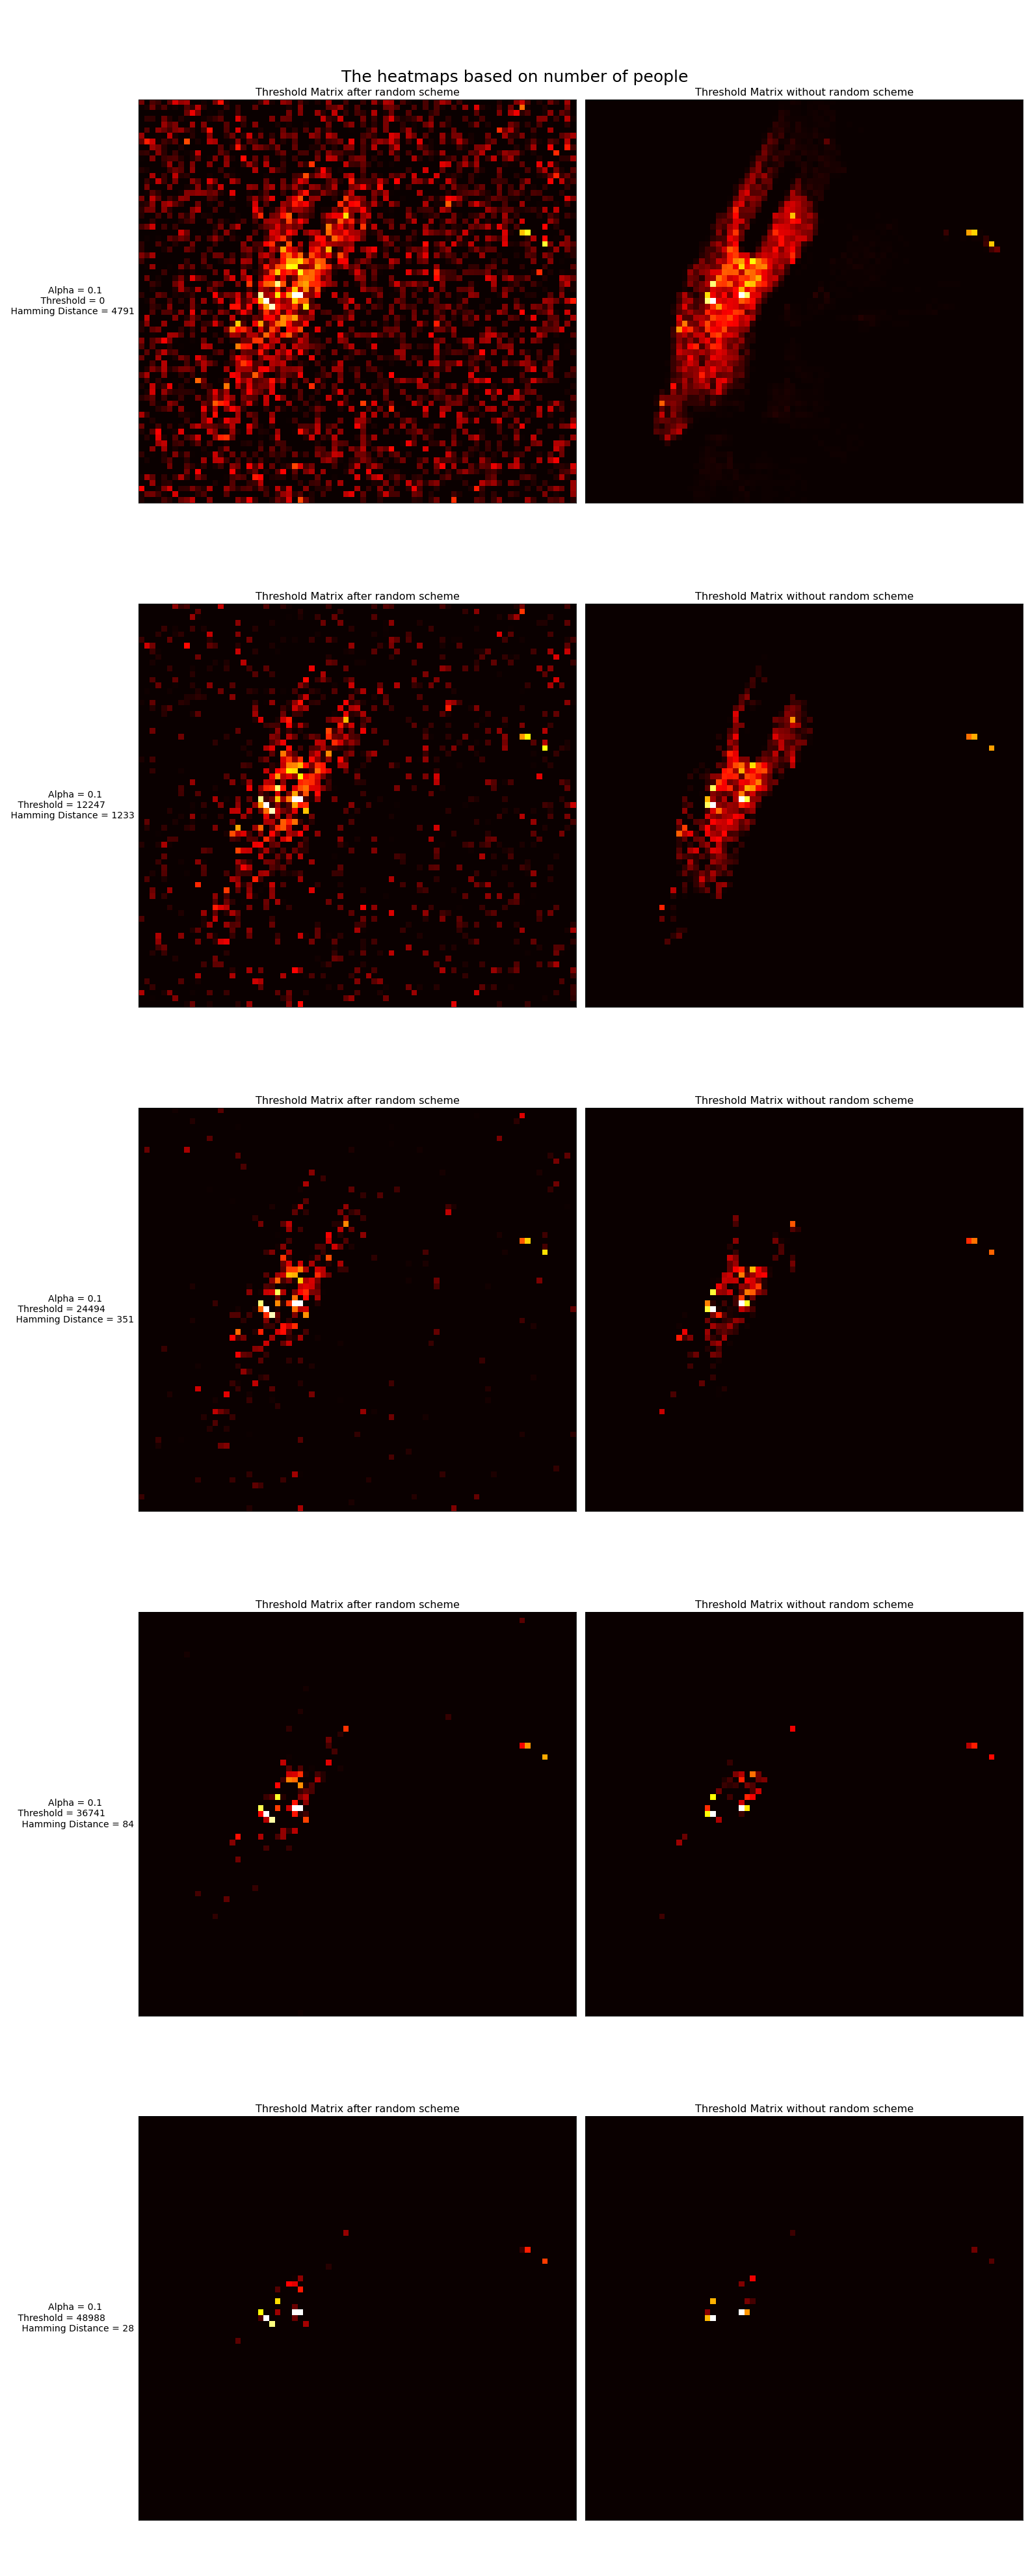 The heatmaps based on number of people
Threshold Matrix after random scheme
Threshold Matrix without random scheme
Alpha = 0.1
Threshold = 0
Hamming Distance = 4791
Threshold Matrix after random scheme
Threshold Matrix without random scheme
Alpha = 0.1
Threshold = 12247
Hamming Distance = 1233
Threshold Matrix after random scheme
Threshold Matrix without random scheme
Alpha = 0.1
Threshold = 24494
Hamming Distance = 351
Threshold Matrix after random scheme
Threshold Matrix without random scheme
Alpha = 0.1
Threshold = 36741
Hamming Distance = 84
Threshold Matrix after random scheme
Threshold Matrix without random scheme
Alpha = 0.1
Threshold = 48988
Hamming Distance = 28